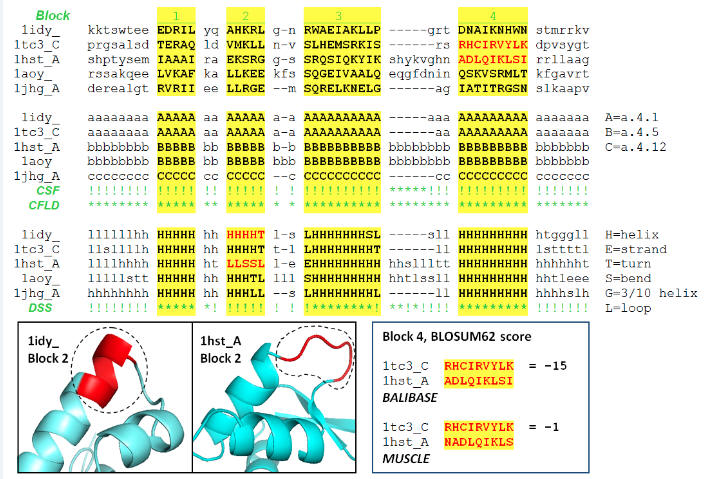 Block 1 2 3 4
1idy_ kktswtee EDRIL yq AHKRL g-n RWAEIAKLLP -----grt DNAIKNHWN stmrrkv
1tc3_C prgsalsd TERAQ ld VMKLL n-v SLHEMSRKIS ------rs RHCIRVYLK dpvsygt
1hst_A shptysem IAAAI ra EKSRG g-s SRQSIQKYIK shykvghn ADLQIKLSI rrllaag
1aoy_ rssakqee LVKAF ka LLKEE kfs SQGEIVAALQ eqgfdnin QSKVSRMLT kfgavrt
1jhg_A derealgt RVRII ee LLRGE --m SQRELKNELG ------ag IATITRGSN slkaapv
1idy_ aaaaaaaa AAAAA aa AAAAA a-a AAAAAAAAAA -----aaa AAAAAAAAA aaaaaaa A=a.4.1
1tc3_C aaaaaaaa AAAAA aa AAAAA a-a AAAAAAAAAA ------aa AAAAAAAAA aaaaaaa B=a.4.5
1hst_A bbbbbbbb BBBBB bb BBBBB b-b BBBBBBBBBB bbbbbbbb BBBBBBBBB bbbbbbb C=a.4.12
1aoy bbbbbbbb BBBBB bb BBBBB bbb BBBBBBBBBB bbbbbbbb BBBBBBBBB bbbbbbb
1jhg_A cccccccc CCCCC cc CCCCC --c CCCCCCCCCC ------cc CCCCCCCCC ccccccc
CSF !!!!!!!! !!!!! !! !!!!! ! ! !!!!!!!!!! *****!!! !!!!!!!!! !!!!!!!
CFLD ******** ***** ** ***** * * ********** ******** ********* *******
1idy_ llllllhh HHHHH hh HHHHT l-s LHHHHHHHSL -----sll HHHHHHHHH htgggll H=helix
1tc3_C llsllllh HHHHH hh HHHHT t-l LHHHHHHHHT ------ll HHHHHHHHH lsttttl E=strand
1hst_A llllhhhh HHHHH ht LLSSL l-e EHHHHHHHHH hhsllltt HHHHHHHHH hhhhhht T=turn
1aoy_ lllllstt HHHHH hh HHHTL lll SHHHHHHHHH hhtlssll HHHHHHHHH htleeee S=bend
1jhg_A hhhhhhhh HHHHH hh HHHLL --s LHHHHHHHHL ------ll HHHHHHHHH hhhhslh G=3/10 helix
DSS !!!!!!!! ***** !* !!!!! ! ! !********! !!*!!!!! ********* !!!!!!! L=loop
1idy_
Block 2
1hst_A
Block 2
Block 4, BLOSUM62 score
1tc3_C RHCIRVYLK = -15
1hst_A ADLQIKLSI
BALIBASE
1tc3_C RHCIRVYLK = -1
1hst_A NADLQIKLS
MUSCLE